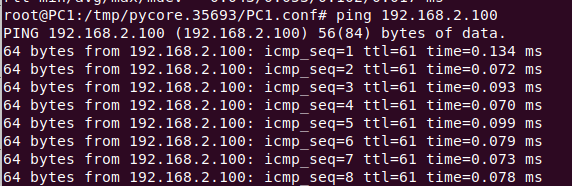 root@PC1:/tmp/pycore.35693/PC1.conf# ping 192.168.2.100
PING 192.168.2.100 (192.168.2.100) 56(84) bytes of data.
64 bytes from 192.168.2.100: icmp_seq=1 ttl=61 time=0.134 ms
64 bytes from 192.168.2.100: icmp_seq=2 ttl=61 time=0.072 ms
64 bytes from 192.168.2.100: icmp_seq=3 ttl=61 time=0.093 ms
64 bytes from 192.168.2.100: icmp_seq=4 ttl=61 time=0.070 ms
64 bytes from 192.168.2.100: icmp_seq=5 ttl=61 time=0.099 ms
64 bytes from 192.168.2.100: icmp_seq=6 ttl=61 time=0.079 ms
64 bytes from 192.168.2.100: icmp_seq=7 ttl=61 time=0.073 ms
64 bytes from 192.168.2.100: icmp_seq=8 ttl=61 time=0.078 ms